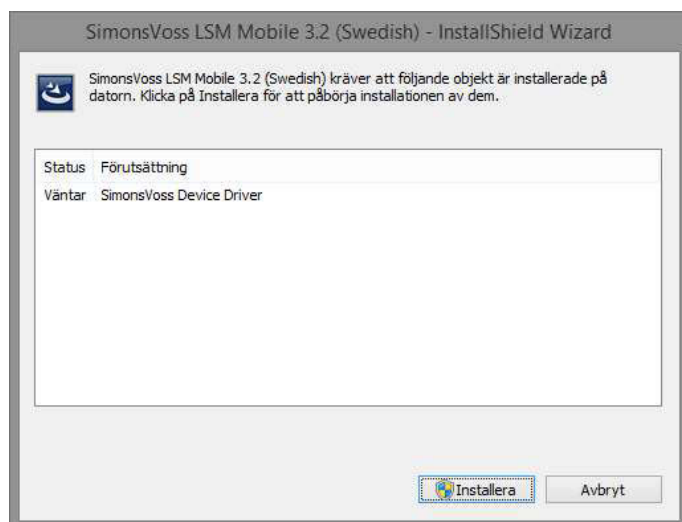 SimonsVoss LSM Mobile 3.2 (Swedish) - InstallShield Wizard
SimonsVoss LSM Mobile 3.2 (Swedish) kräver att följande objekt är installerade på
datorn. Klicka på Installera för att påbörja installationen av dem.
Status Förutsättning
Väntar SimonsVoss Device Driver
Installera Avbryt